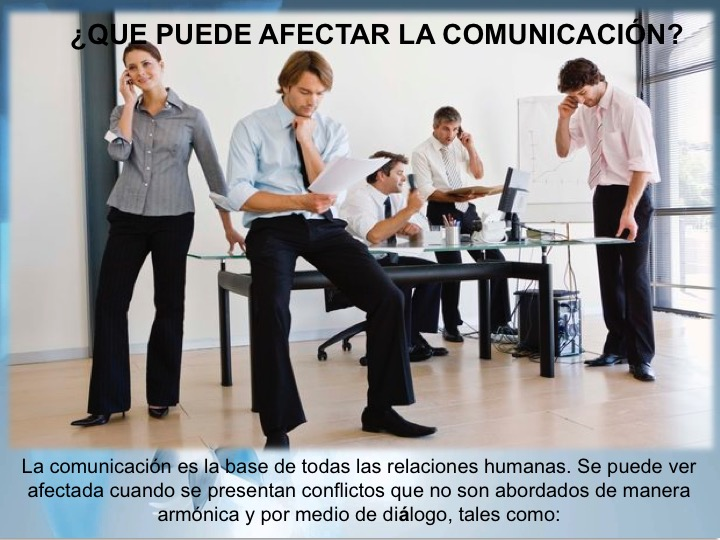 ¿QUE PUEDE AFECTAR LA COMUNICACIÓN?
La comunicación es la base de todas las relaciones humanas. Se puede ver
afectada cuando se presentan conflictos que no son abordados de manera
armónica y por medio de diálogo, tales como: